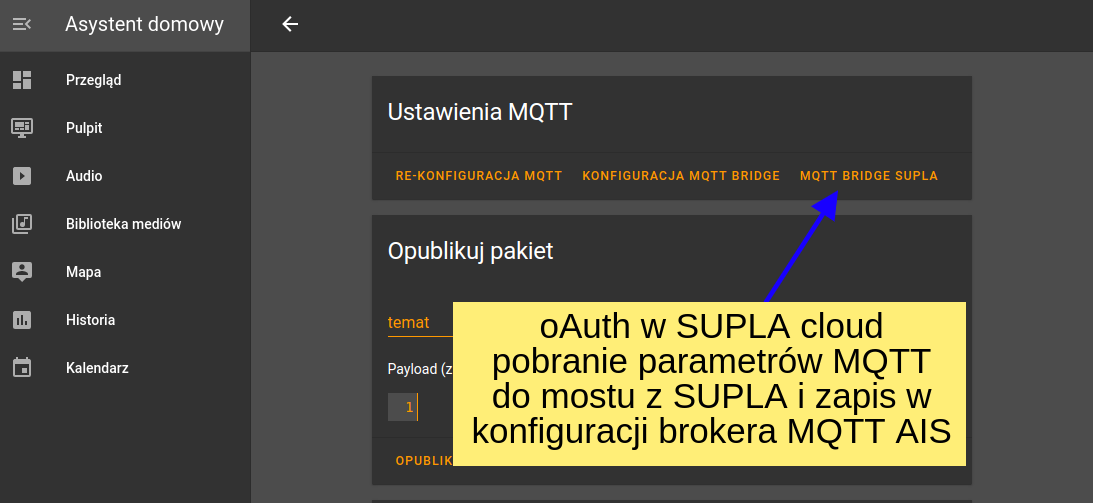 Asystent domowy
Przegląd
Pulpit
Audio
Biblioteka mediów
Mapa
Historia
Kalendarz
Ustawienia MQTT
RE-KONFIGURACJA MQTT KONFIGURACJA MQTT BRIDGE MQTT BRIDGE SUPLA
Opublikuj pakiet
temat
Payload (z
1
OPUBLIK
oAuth w SUPLA cloud
pobranie parametrów MQTT
do mostu z SUPLA i zapis w
konfiguracji brokera MQTT AIS